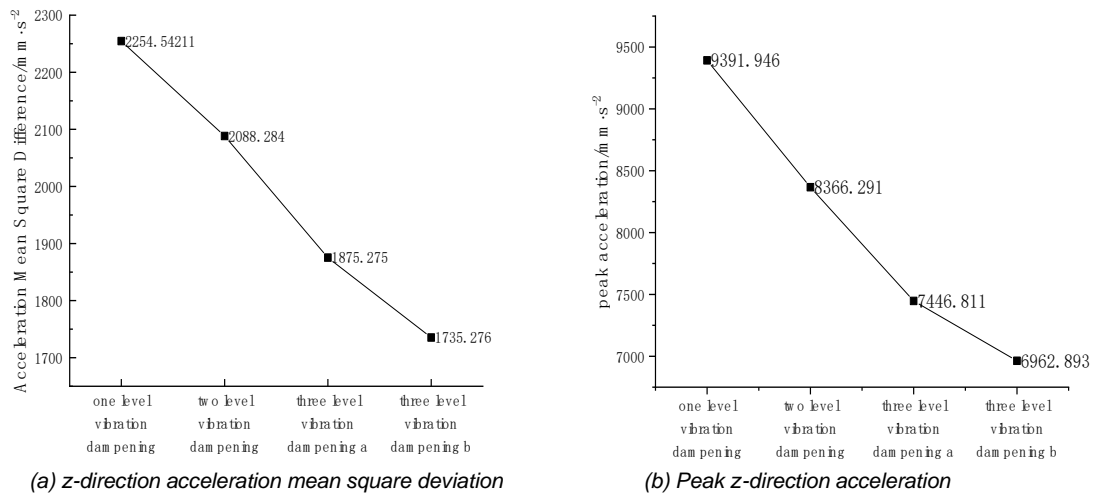 Acceleration Mean Square Difference/mm·s⁻²
2300
2200
2100
2000
1900
1800
1700
2254.54211
2088.284
1875.275
1735.276
one level
vibration
dampening
two level
vibration
dampening
three level
vibration
dampening a
three level
vibration
dampening b
(a) z-direction acceleration mean square deviation
peak acceleration/mm·s⁻²
9500
9000
8500
8000
7500
7000
9391.946
8366.291
7446.811
6962.893
one level
vibration
dampening
two level
vibration
dampening
three level
vibration
dampening a
three level
vibration
dampening b
(b) Peak z-direction acceleration